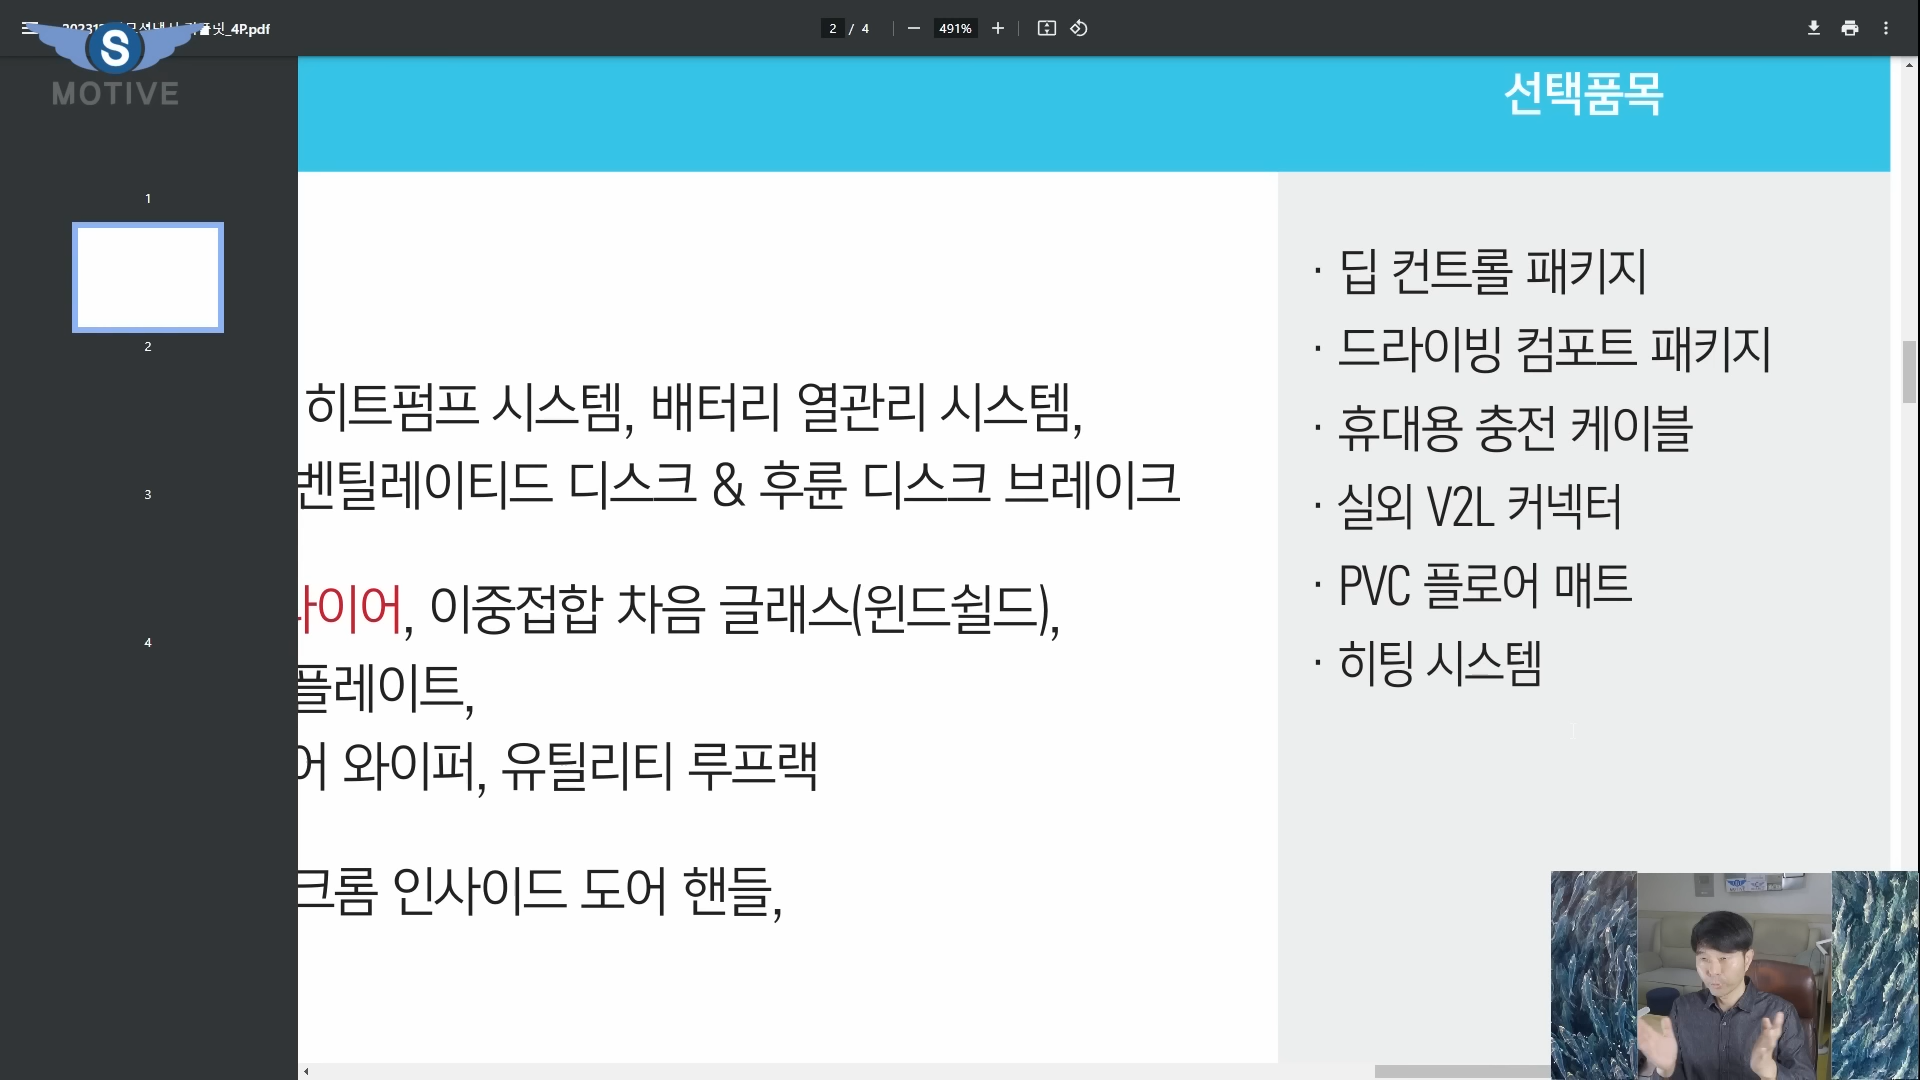 _4P.pdf
2 / 4
491%
S
MOTIVE
1
2
3
4
선택품목
히트펌프 시스템, 배터리 열관리 시스템,
벤틸레이티드 디스크 & 후륜 디스크 브레이크
이어, 이중접합 차음 글래스(윈드쉴드),
플레이트,
어 와이퍼, 유틸리티 루프랙
크롬 인사이드 도어 핸들,
· 딥 컨트롤 패키지
· 드라이빙 컴포트 패키지
· 휴대용 충전 케이블
· 실외 V2L 커넥터
· PVC 플로어 매트
· 히팅 시스템